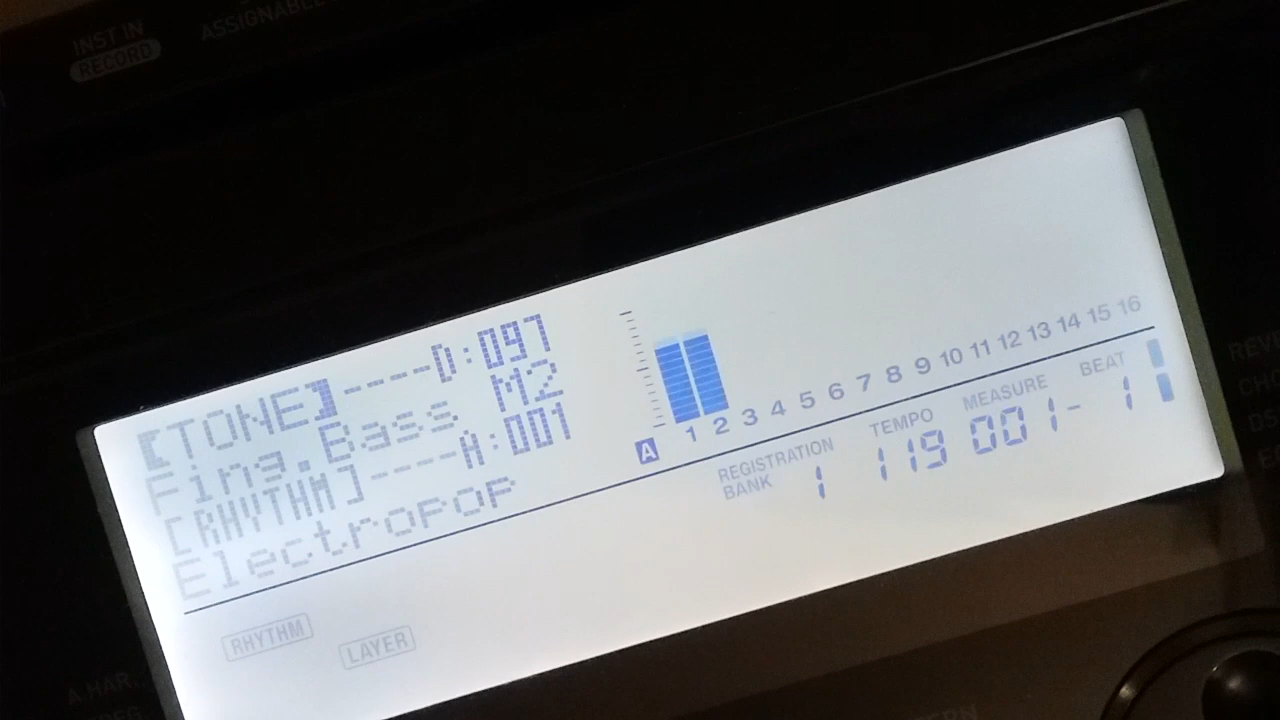 INST IN
RECORD
ASSIGNABLE
【TONE】----D:097
Fing.Bass M2
[RHYTHM]----A:001
Electropop
A 1 2 3 4 5 6 7 8 9 10 11 12 13 14 15 16
REGISTRATION BANK 1
TEMPO 119
MEASURE 001-
BEAT 1
RHYTHM
LAYER
A.HAR.